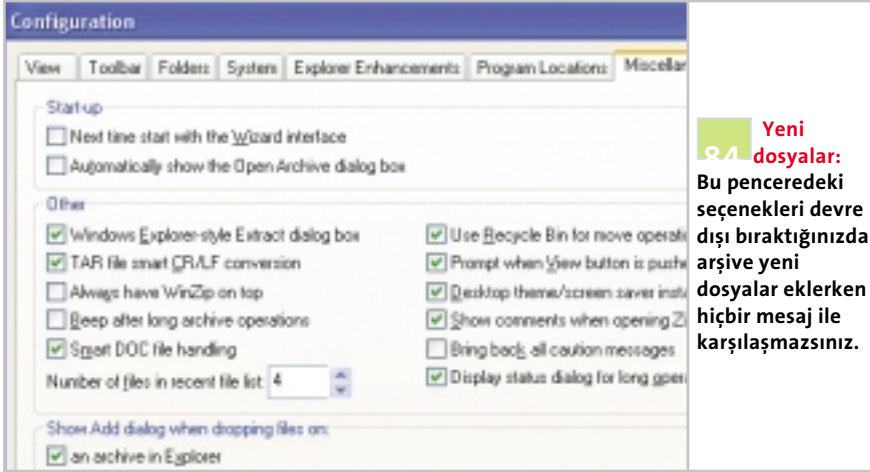 Configuration
View Toolbar Folders System Explorer Enhancements Program Locations Miscellan
Start-up
Next time start with the Wizard interface
Automatically show the Open Archive dialog box
Other
Windows Explorer-style Extract dialog box
TAR file smart CR/LF conversion
Always have WinZip on top
Beep after long archive operations
Smart DOC file handling
Number of files in recent file list: 4
Use Recycle Bin for move operati
Prompt when View button is pushe
Desktop theme/screen saver insta
Show comments when opening Zi
Bring back all caution messages
Display status dialog for long opera
Show Add dialog when dropping files on:
an archive in Explorer
84 Yeni
dosyalar:
Bu penceredeki
seçenekleri devre
dışı bıraktığınızda
arşive yeni
dosyalar eklerken
hiçbir mesaj ile
karşılaşmazsınız.